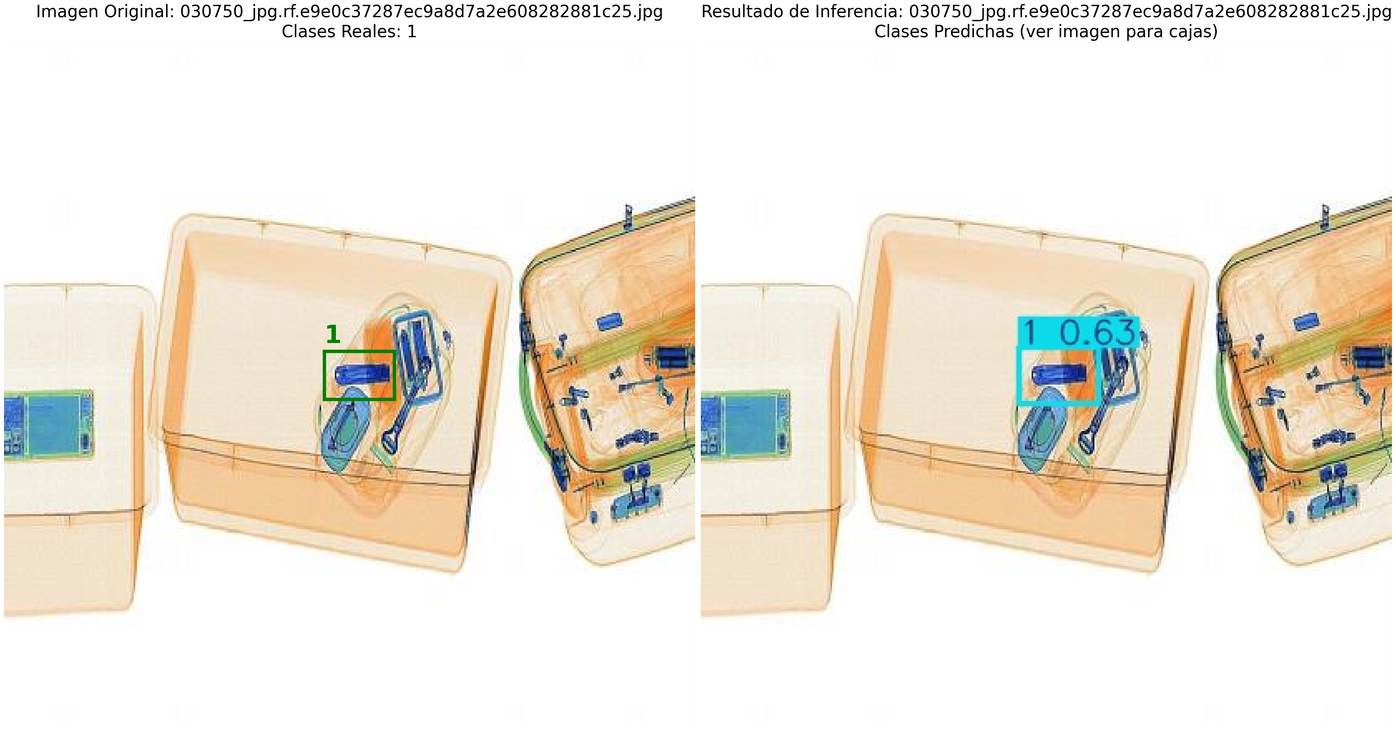 Imagen Original: 030750_jpg.rf.e9e0c37287ec9a8d7a2e608282881c25.jpg
Clases Reales: 1
1
Resultado de Inferencia: 030750_jpg.rf.e9e0c37287ec9a8d7a2e608282881c25.jpg
Clases Predichas (ver imagen para cajas)
1 0.63